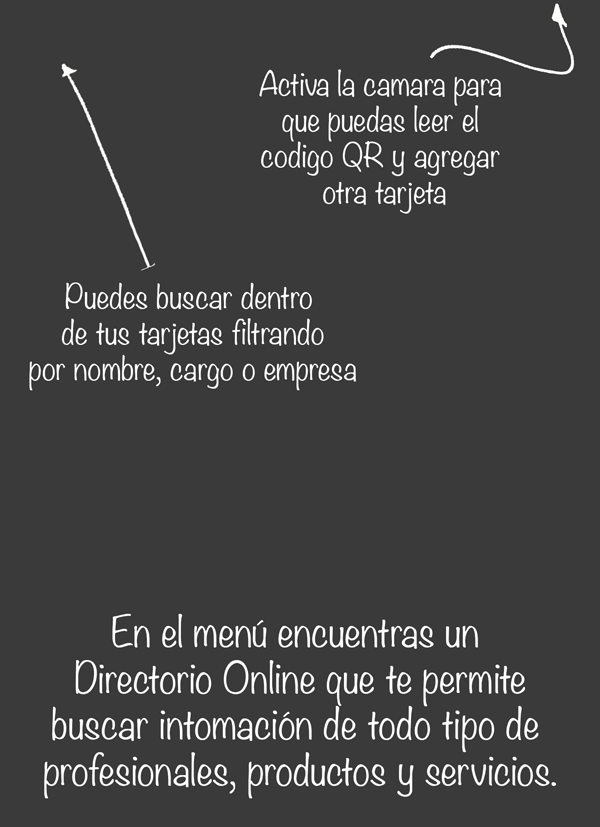 Activa la camara para
que puedas leer el
codigo QR y agregar
otra tarjeta
Puedes buscar dentro
de tus tarjetas filtrando
por nombre, cargo o empresa
En el menú encuentras un
Directorio Online que te permite
buscar intomación de todo tipo de
profesionales, productos y servicios.